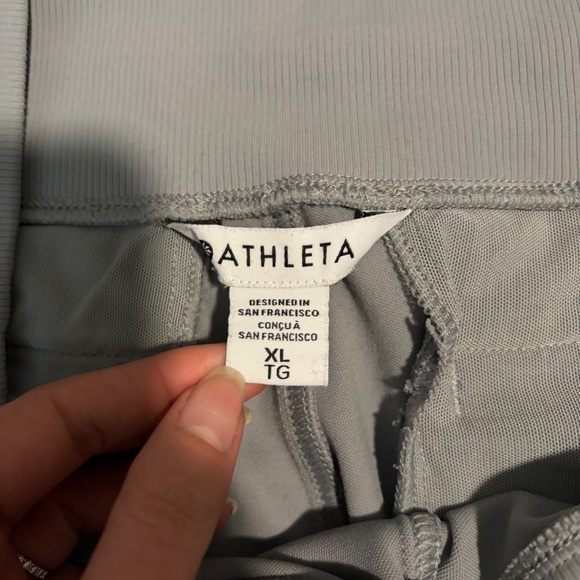 ATHLETA
DESIGNED IN
SAN FRANCISCO
CONÇU À
SAN FRANCISCO
XL
TG